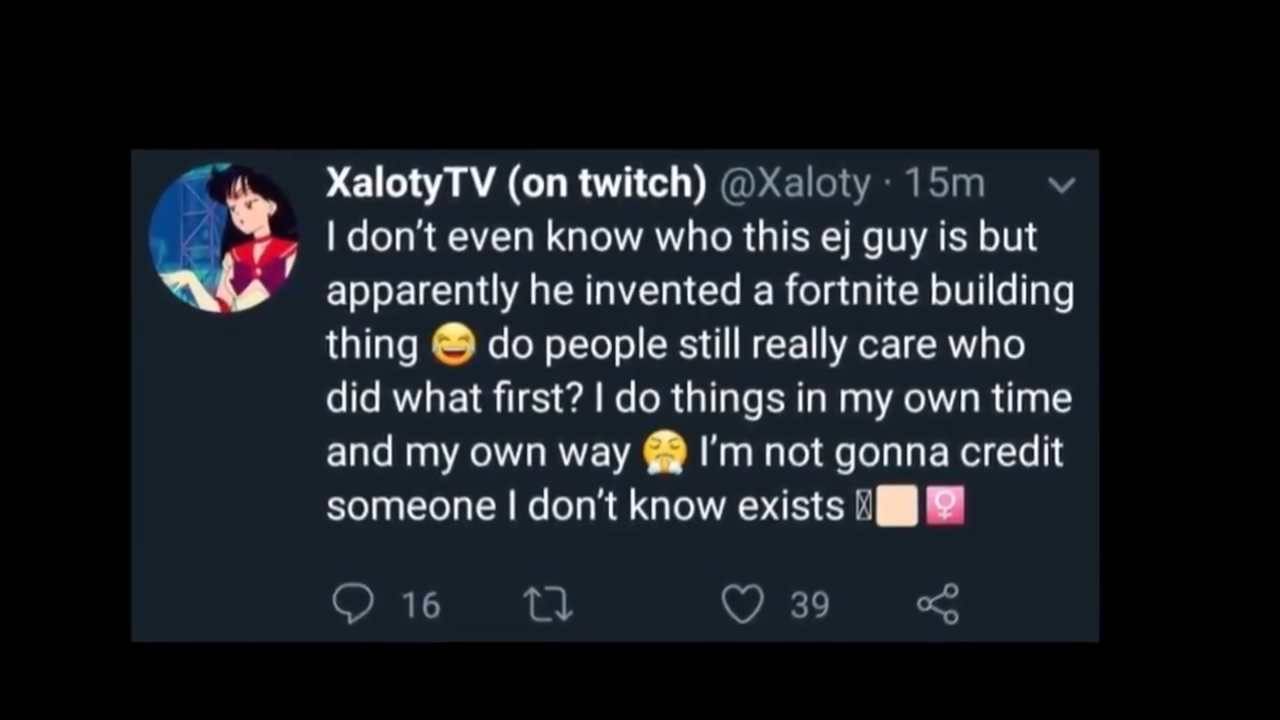 XalotyTV (on twitch) @Xaloty · 15m
I don’t even know who this ej guy is but
apparently he invented a fortnite building
thing 😂 do people still really care who
did what first? I do things in my own time
and my own way 😤 I’m not gonna credit
someone I don’t know exists
16 39